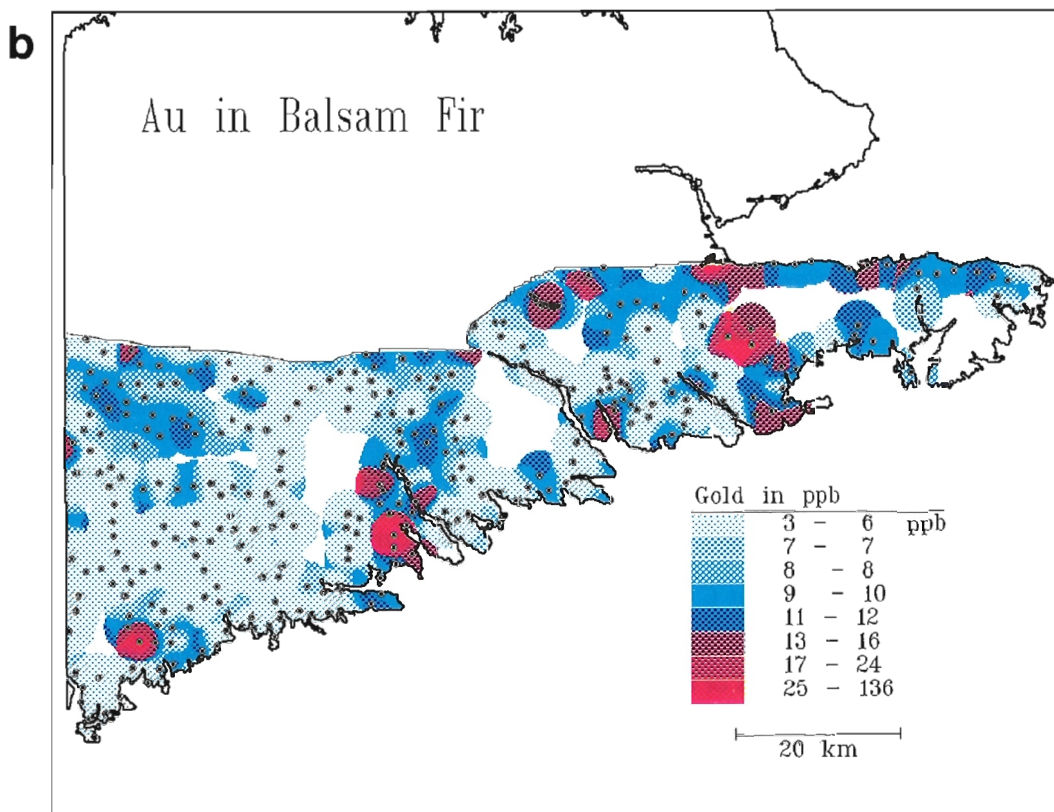 b
Au in Balsam Fir
Gold in ppb
3 - 6 ppb
7 - 7
8 - 8
9 - 10
11 - 12
13 - 16
17 - 24
25 - 136
20 km